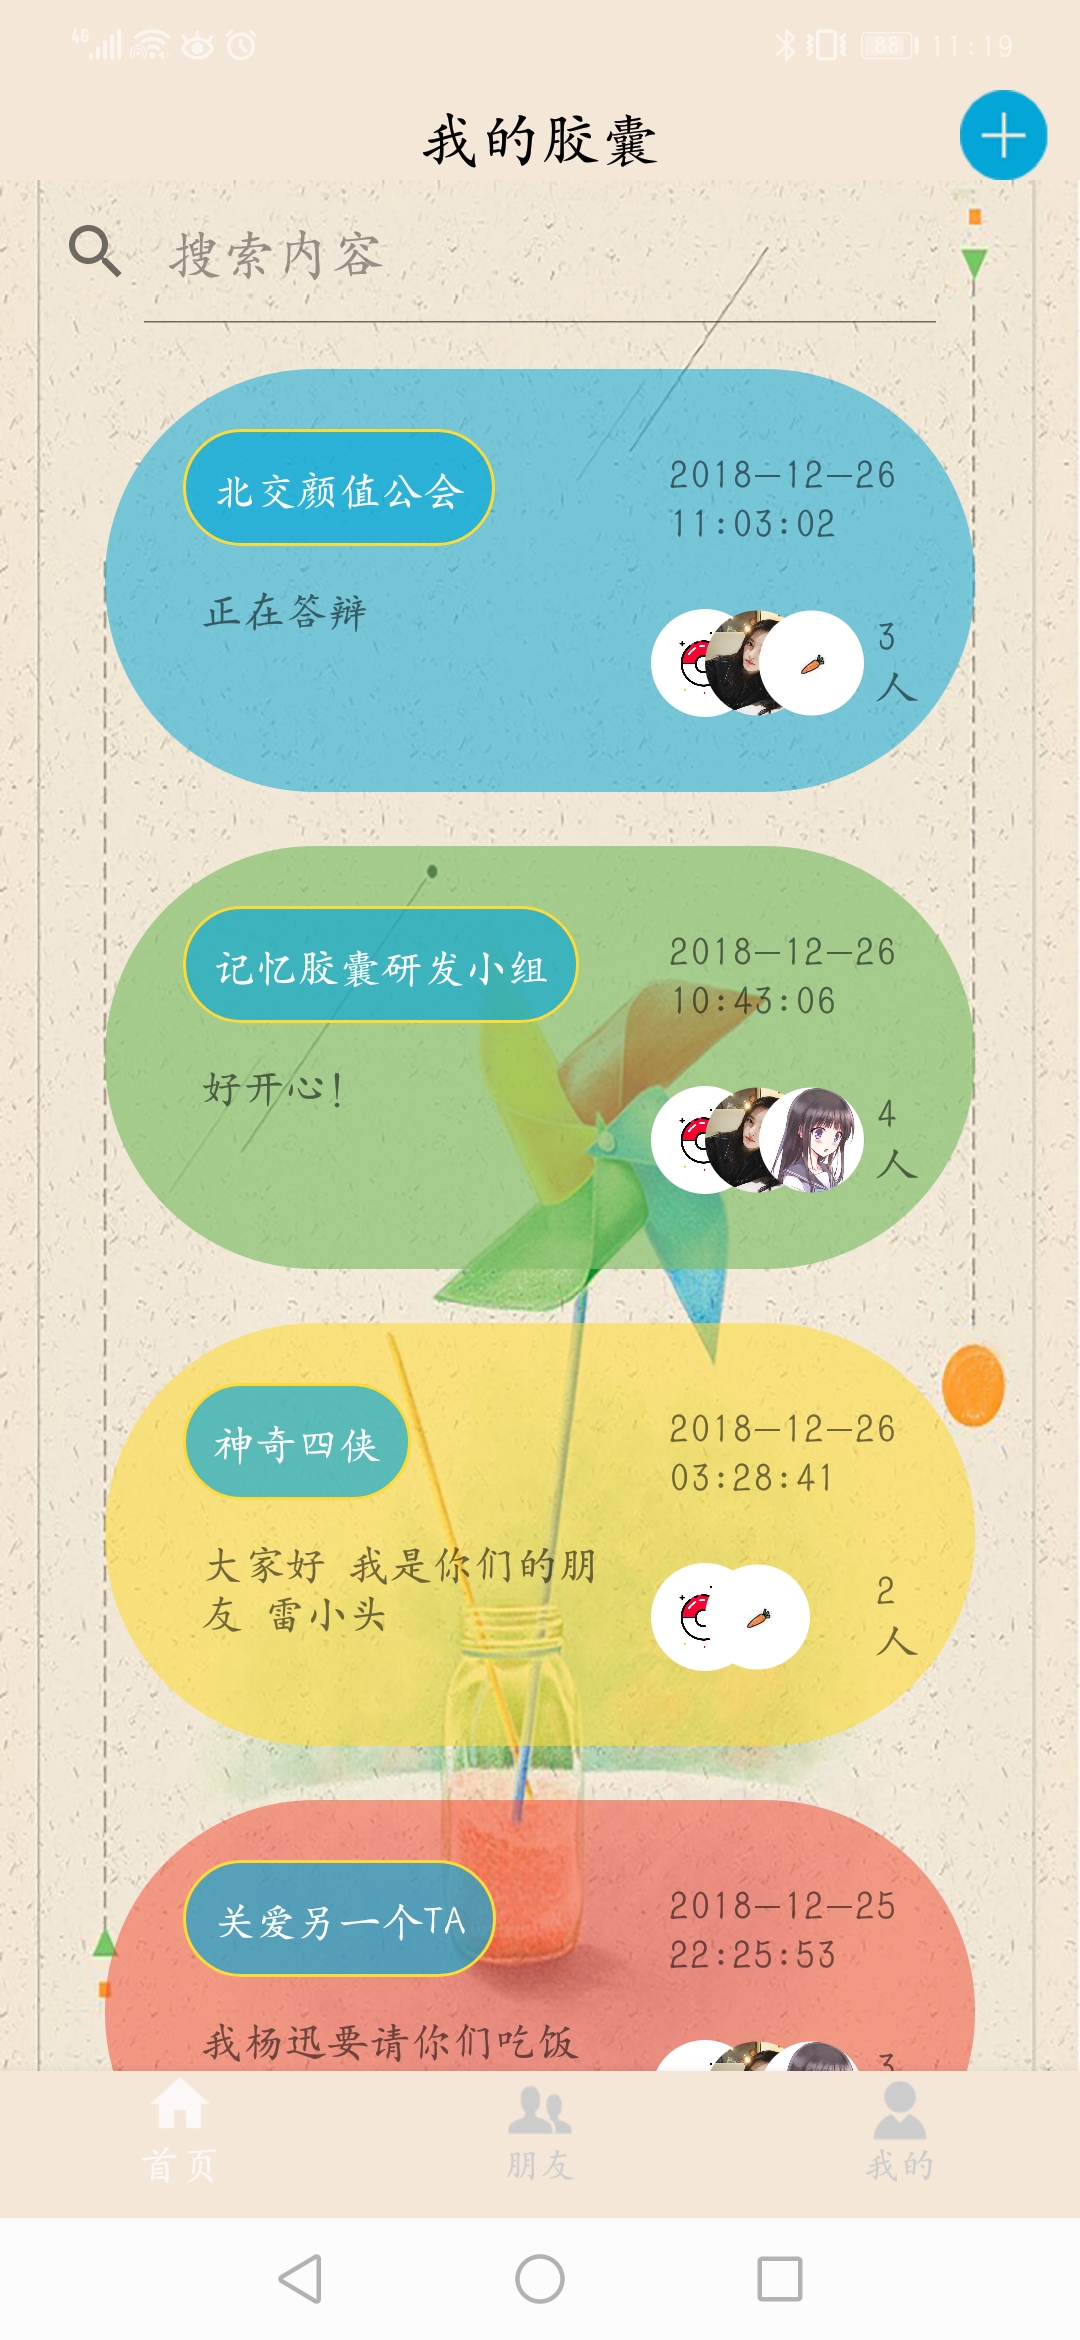 4G 88 11:19
我的胶囊
搜索内容
北交颜值公会
2018-12-26
11:03:02
正在答辩
3
人
记忆胶囊研发小组
2018-12-26
10:43:06
好开心!
4
人
神奇四侠
2018-12-26
03:28:41
大家好 我是你们的朋
友 雷小头
2
人
关爱另一个TA
2018-12-25
22:25:53
我杨迅要请你们吃饭
3
首页 朋友 我的